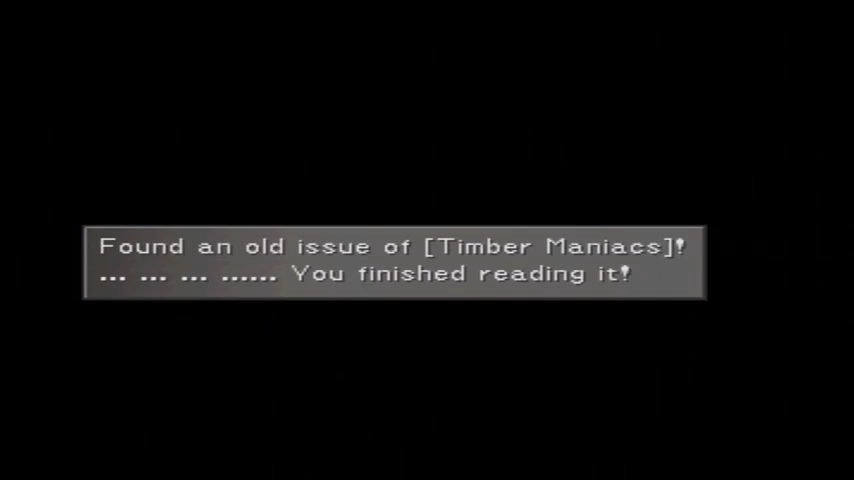 Found an old issue of [Timber Maniacs]!
... ... ... ...... You finished reading it!